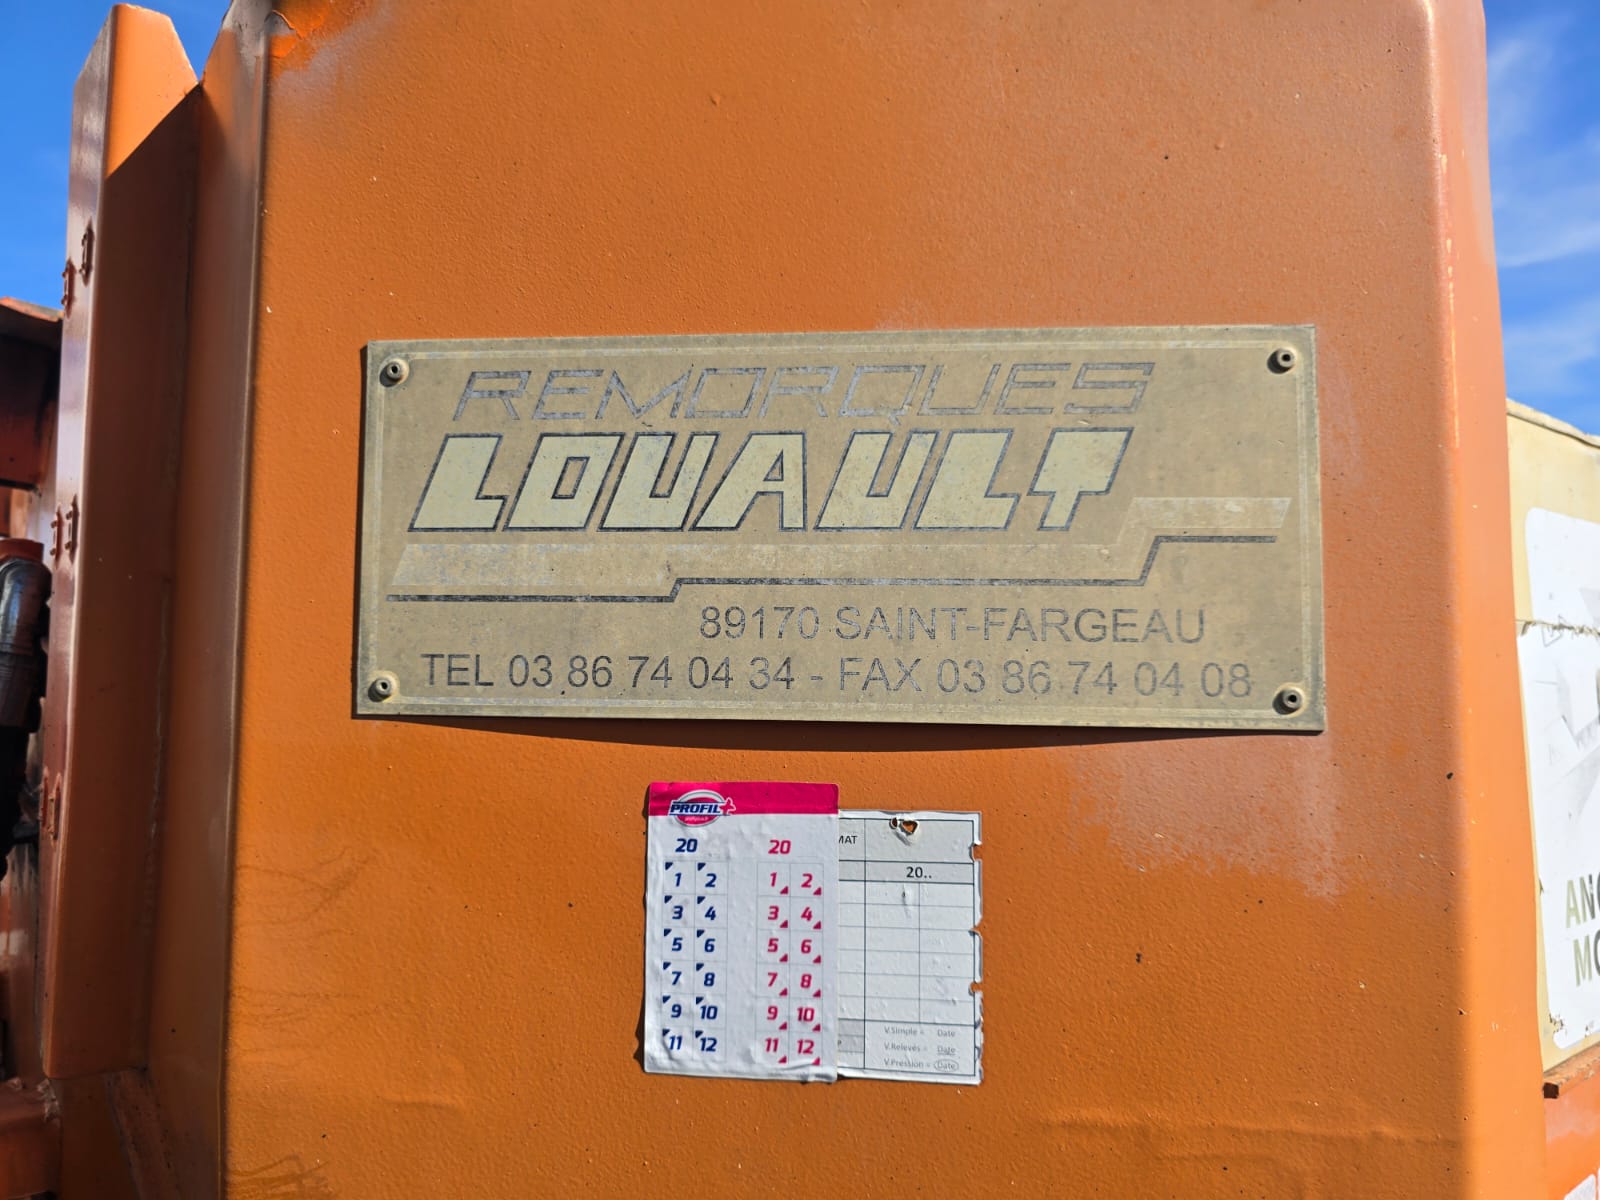 REMORQUES
LOUAULT
89170 SAINT-FARGEAU
TEL 03 86 74 04 34 - FAX 03 86 74 04 08
PROFIL+
20 20
1 2 1 2
3 4 3 4
5 6 5 6
7 8 7 8
9 10 9 10
11 12 11 12
MAT
20..
V.Simple = Date
V.Relevés = Date
V.Pression = Date
AN
MO